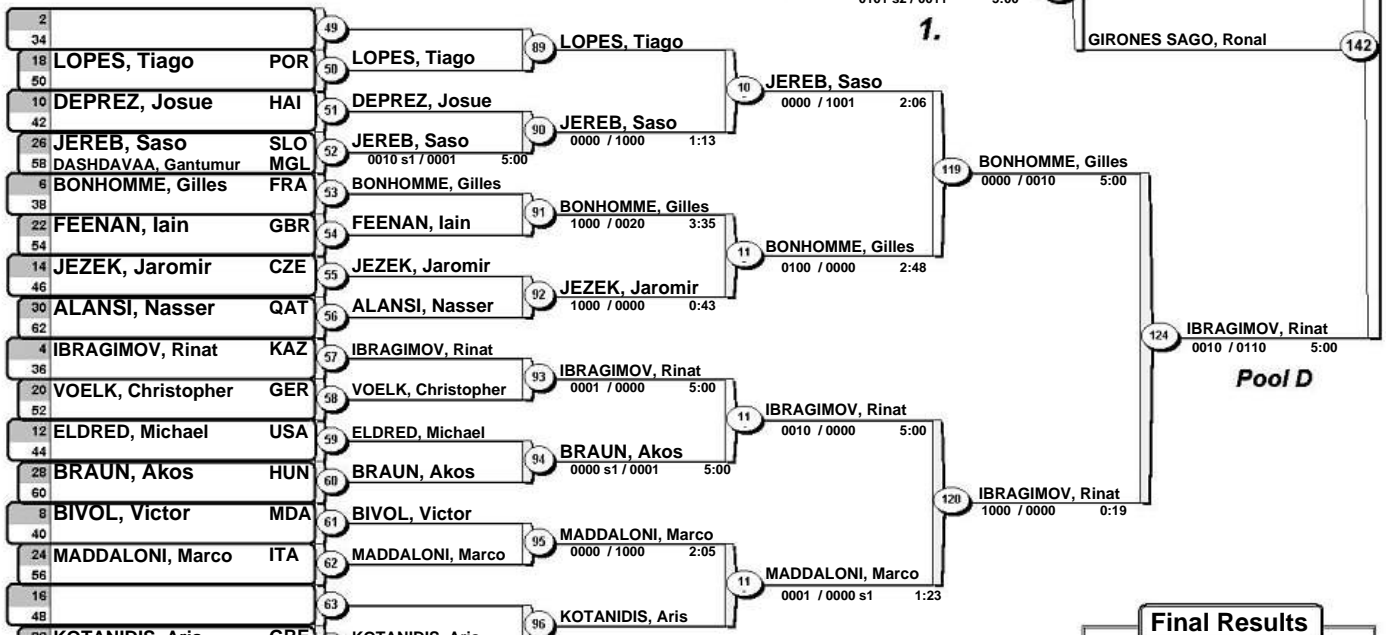 0101 s2 / 0011 5:00
1.
GIRONES SAGO, Ronal
142
2
34
49
18 LOPES, Tiago POR
50
50
LOPES, Tiago
89
LOPES, Tiago
10 DEPREZ, Josue HAI
42
51
DEPREZ, Josue
10
-
JEREB, Saso
0000 / 1001 2:06
26 JEREB, Saso SLO
58 DASHDAVAA, Gantumur MGL
52
JEREB, Saso
0010 s1 / 0001 5:00
90
JEREB, Saso
0000 / 1000 1:13
6 BONHOMME, Gilles FRA
38
53
BONHOMME, Gilles
119
BONHOMME, Gilles
0000 / 0010 5:00
22 FEENAN, Iain GBR
54
54
FEENAN, Iain
91
BONHOMME, Gilles
1000 / 0020 3:35
14 JEZEK, Jaromir CZE
46
55
JEZEK, Jaromir
11
-
BONHOMME, Gilles
0100 / 0000 2:48
30 ALANSI, Nasser QAT
62
56
ALANSI, Nasser
92
JEZEK, Jaromir
1000 / 0000 0:43
4 IBRAGIMOV, Rinat KAZ
36
57
IBRAGIMOV, Rinat
124
IBRAGIMOV, Rinat
0010 / 0110 5:00
Pool D
20 VOELK, Christopher GER
52
58
VOELK, Christopher
93
IBRAGIMOV, Rinat
0001 / 0000 5:00
12 ELDRED, Michael USA
44
59
ELDRED, Michael
11
-
IBRAGIMOV, Rinat
0010 / 0000 5:00
28 BRAUN, Akos HUN
60
60
BRAUN, Akos
94
BRAUN, Akos
0000 s1 / 0001 5:00
8 BIVOL, Victor MDA
40
61
BIVOL, Victor
120
IBRAGIMOV, Rinat
1000 / 0000 0:19
24 MADDALONI, Marco ITA
56
62
MADDALONI, Marco
95
MADDALONI, Marco
0000 / 1000 2:05
16
48
63
11
-
MADDALONI, Marco
0001 / 0000 s1 1:23
KOTANIDIS, Aris GRE
KOTANIDIS, Aris
96
KOTANIDIS, Aris
Final Results